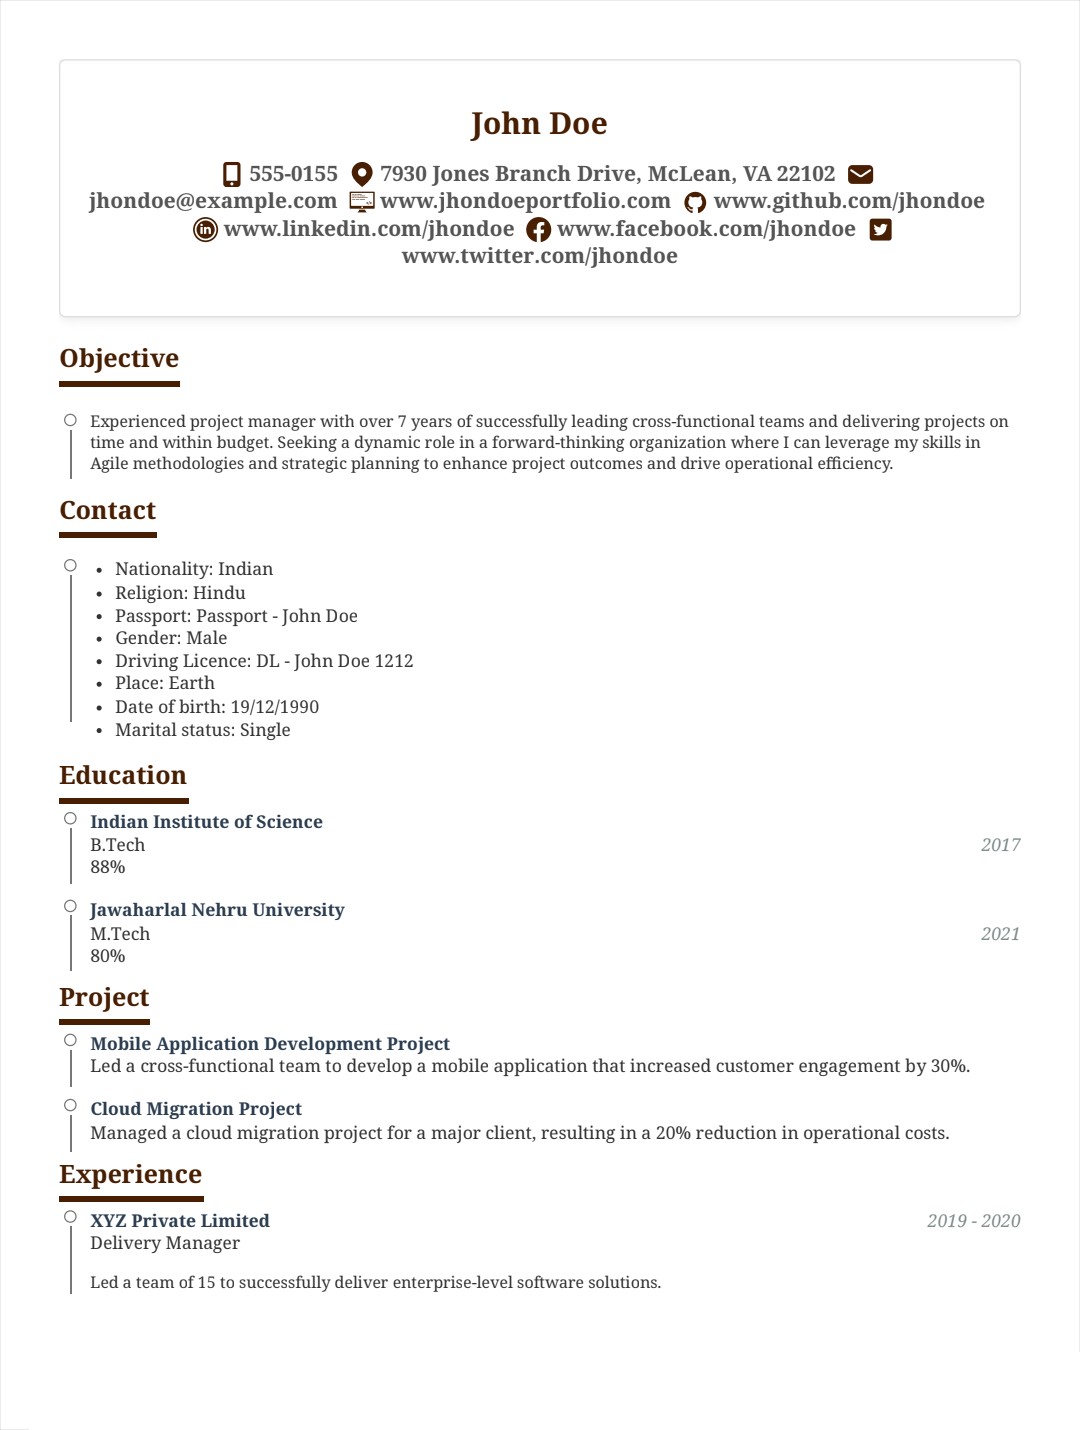 John Doe
555-0155 7930 Jones Branch Drive, McLean, VA 22102
jhondoe@example.com www.jhondoeportfolio.com www.github.com/jhondoe
www.linkedin.com/jhondoe www.facebook.com/jhondoe
www.twitter.com/jhondoe
Objective
Experienced project manager with over 7 years of successfully leading cross-functional teams and delivering projects on
time and within budget. Seeking a dynamic role in a forward-thinking organization where I can leverage my skills in
Agile methodologies and strategic planning to enhance project outcomes and drive operational efficiency.
Contact
• Nationality: Indian
• Religion: Hindu
• Passport: Passport - John Doe
• Gender: Male
• Driving Licence: DL - John Doe 1212
• Place: Earth
• Date of birth: 19/12/1990
• Marital status: Single
Education
Indian Institute of Science
B.Tech 2017
88%
Jawaharlal Nehru University
M.Tech 2021
80%
Project
Mobile Application Development Project
Led a cross-functional team to develop a mobile application that increased customer engagement by 30%.
Cloud Migration Project
Managed a cloud migration project for a major client, resulting in a 20% reduction in operational costs.
Experience
XYZ Private Limited 2019 - 2020
Delivery Manager
Led a team of 15 to successfully deliver enterprise-level software solutions.